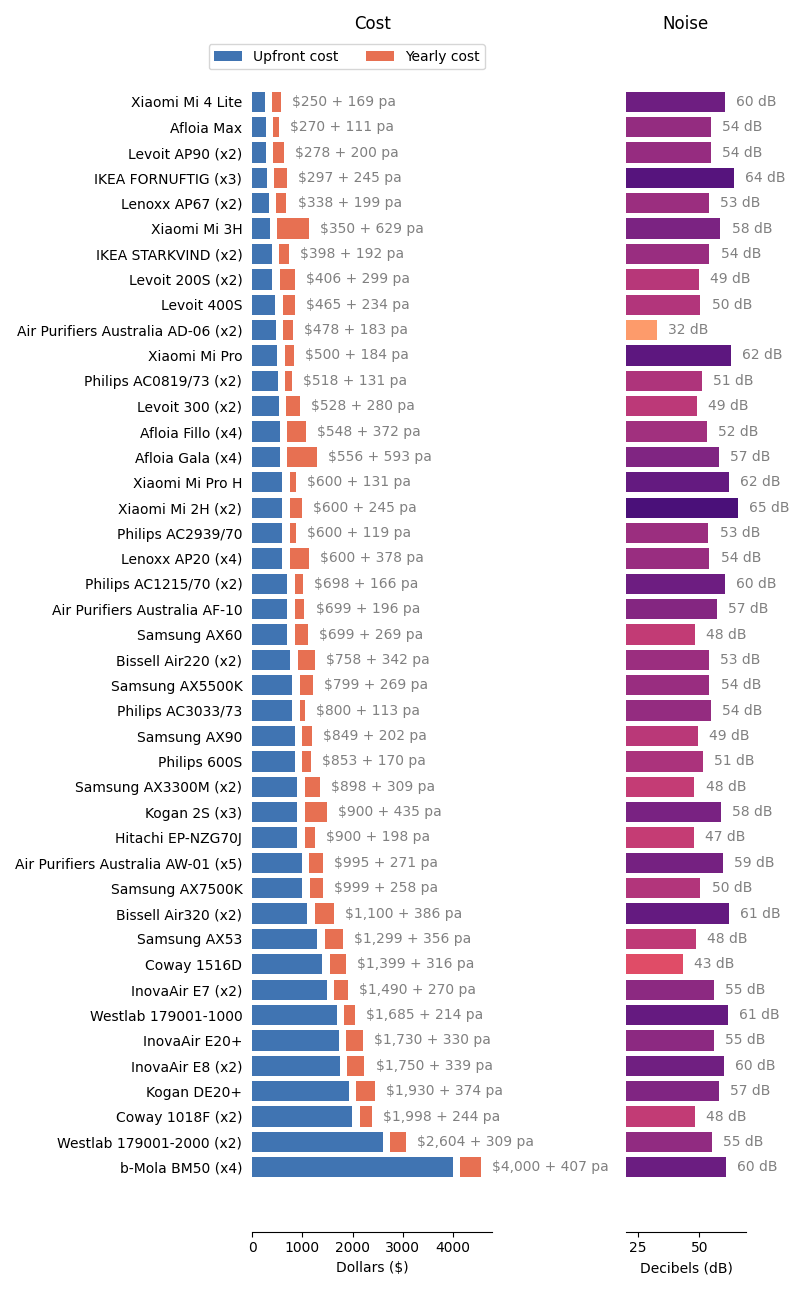 Cost Noise
Upfront cost Yearly cost
Xiaomi Mi 4 Lite $250 + 169 pa 60 dB
Afloia Max $270 + 111 pa 54 dB
Levoit AP90 (x2) $278 + 200 pa 54 dB
IKEA FORNUFTIG (x3) $297 + 245 pa 64 dB
Lenoxx AP67 (x2) $338 + 199 pa 53 dB
Xiaomi Mi 3H $350 + 629 pa 58 dB
IKEA STARKVIND (x2) $398 + 192 pa 54 dB
Levoit 200S (x2) $406 + 299 pa 49 dB
Levoit 400S $465 + 234 pa 50 dB
Air Purifiers Australia AD-06 (x2) $478 + 183 pa 32 dB
Xiaomi Mi Pro $500 + 184 pa 62 dB
Philips AC0819/73 (x2) $518 + 131 pa 51 dB
Levoit 300 (x2) $528 + 280 pa 49 dB
Afloia Fillo (x4) $548 + 372 pa 52 dB
Afloia Gala (x4) $556 + 593 pa 57 dB
Xiaomi Mi Pro H $600 + 131 pa 62 dB
Xiaomi Mi 2H (x2) $600 + 245 pa 65 dB
Philips AC2939/70 $600 + 119 pa 53 dB
Lenoxx AP20 (x4) $600 + 378 pa 54 dB
Philips AC1215/70 (x2) $698 + 166 pa 60 dB
Air Purifiers Australia AF-10 $699 + 196 pa 57 dB
Samsung AX60 $699 + 269 pa 48 dB
Bissell Air220 (x2) $758 + 342 pa 53 dB
Samsung AX5500K $799 + 269 pa 54 dB
Philips AC3033/73 $800 + 113 pa 54 dB
Samsung AX90 $849 + 202 pa 49 dB
Philips 600S $853 + 170 pa 51 dB
Samsung AX3300M (x2) $898 + 309 pa 48 dB
Kogan 2S (x3) $900 + 435 pa 58 dB
Hitachi EP-NZG70J $900 + 198 pa 47 dB
Air Purifiers Australia AW-01 (x5) $995 + 271 pa 59 dB
Samsung AX7500K $999 + 258 pa 50 dB
Bissell Air320 (x2) $1,100 + 386 pa 61 dB
Samsung AX53 $1,299 + 356 pa 48 dB
Coway 1516D $1,399 + 316 pa 43 dB
InovaAir E7 (x2) $1,490 + 270 pa 55 dB
Westlab 179001-1000 $1,685 + 214 pa 61 dB
InovaAir E20+ $1,730 + 330 pa 55 dB
InovaAir E8 (x2) $1,750 + 339 pa 60 dB
Kogan DE20+ $1,930 + 374 pa 57 dB
Coway 1018F (x2) $1,998 + 244 pa 48 dB
Westlab 179001-2000 (x2) $2,604 + 309 pa 55 dB
b-Mola BM50 (x4) $4,000 + 407 pa 60 dB
0 1000 2000 3000 4000 25 50
Dollars ($) Decibels (dB)